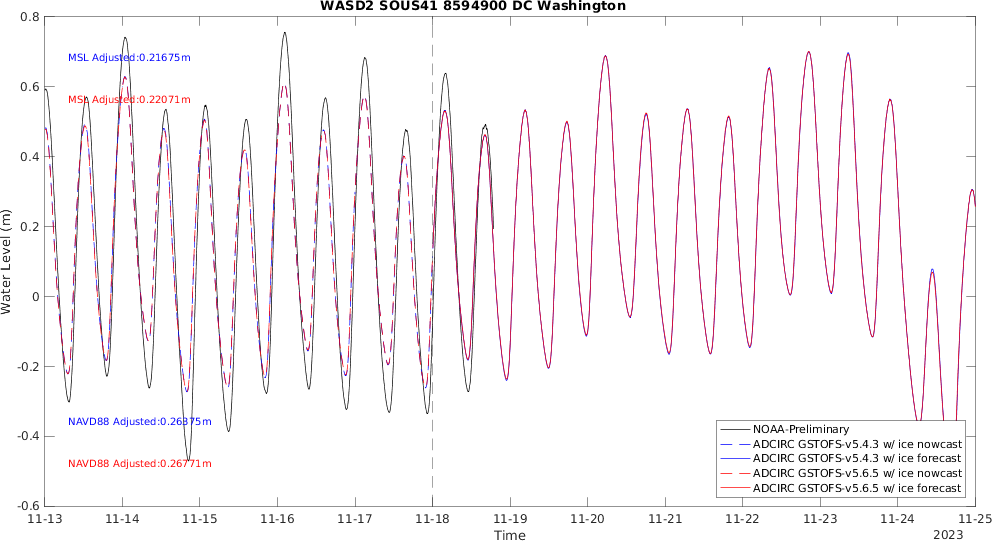 WASD2 SOUS41 8594900 DC Washington
0.8
0.6
0.4
0.2
0
-0.2
-0.4
-0.6
Water Level (m)
MSL Adjusted:0.21675m
MSL Adjusted:0.22071m
NAVD88 Adjusted:0.26375m
NAVD88 Adjusted:0.26771m
NOAA-Preliminary
ADCIRC GSTOFS-v5.4.3 w/ ice nowcast
ADCIRC GSTOFS-v5.4.3 w/ ice forecast
ADCIRC GSTOFS-v5.6.5 w/ ice nowcast
ADCIRC GSTOFS-v5.6.5 w/ ice forecast
11-13 11-14 11-15 11-16 11-17 11-18 11-19 11-20 11-21 11-22 11-23 11-24 11-25
Time
2023